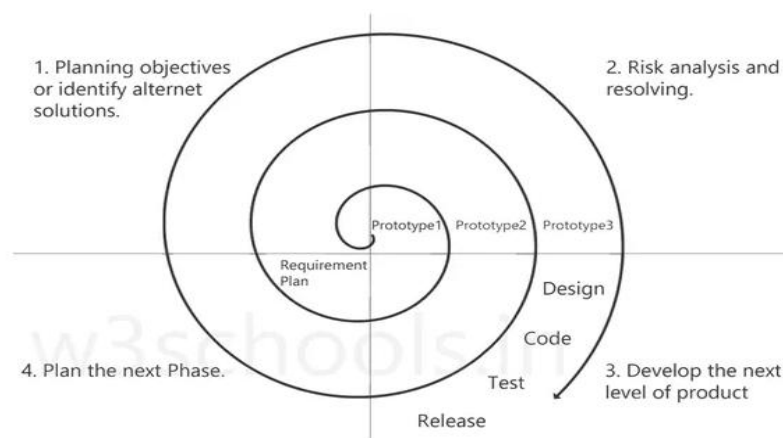 1. Planning objectives
or identify alternet
solutions.
2. Risk analysis and
resolving.
Prototype1
Prototype2
Prototype3
Requirement
Plan
Design
Code
Test
Release
3. Develop the next
level of product
4. Plan the next Phase.
w3schools.in